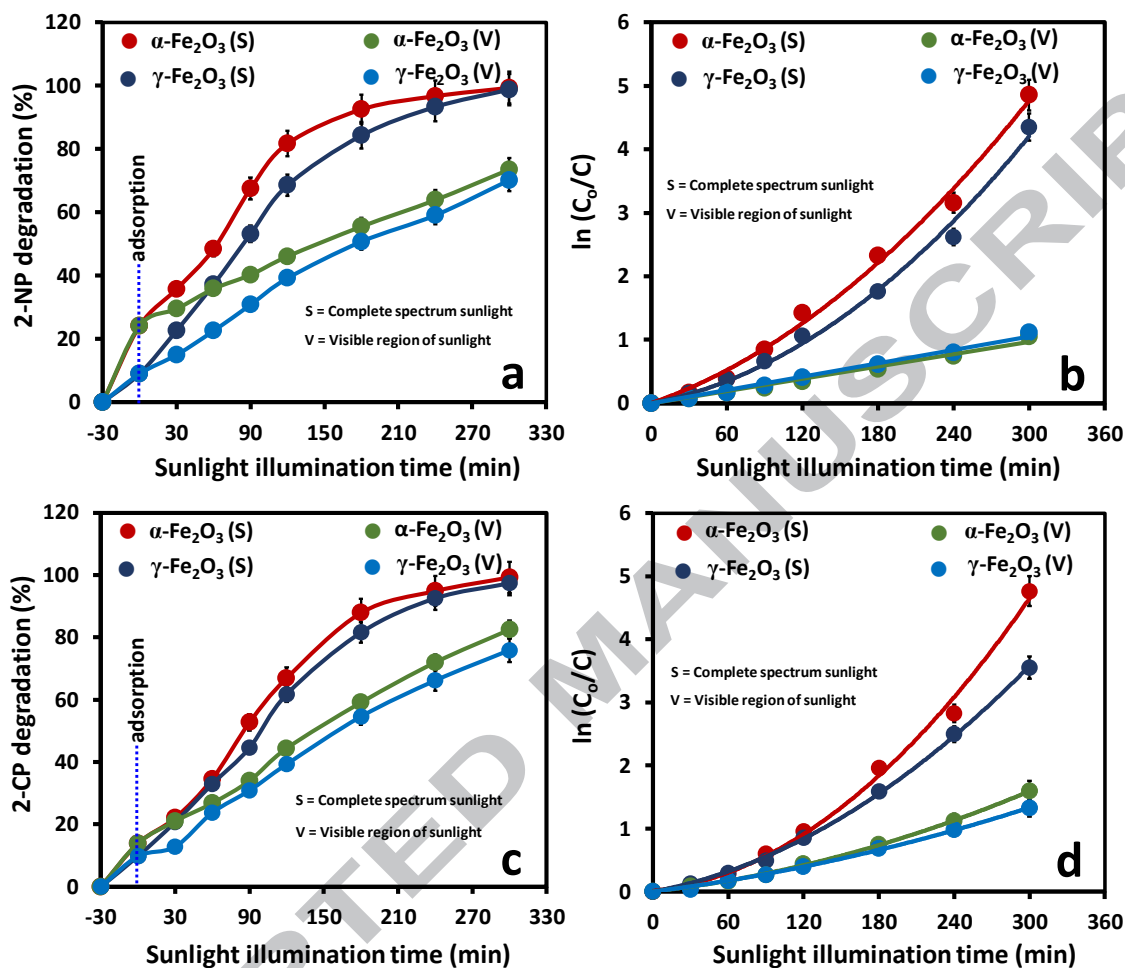 120
100
80
60
40
20
0
2-NP degradation (%)
α-Fe₂O₃ (S)
α-Fe₂O₃ (V)
γ-Fe₂O₃ (S)
γ-Fe₂O₃ (V)
adsorption
S = Complete spectrum sunlight
V = Visible region of sunlight
a
-30 30 90 150 210 270 330
Sunlight illumination time (min)
6
5
4
3
2
1
0
ln (Cₒ/C)
α-Fe₂O₃ (S)
α-Fe₂O₃ (V)
γ-Fe₂O₃ (S)
γ-Fe₂O₃ (V)
S = Complete spectrum sunlight
V = Visible region of sunlight
b
0 60 120 180 240 300 360
Sunlight illumination time (min)
120
100
80
60
40
20
0
2-CP degradation (%)
α-Fe₂O₃ (S)
α-Fe₂O₃ (V)
γ-Fe₂O₃ (S)
γ-Fe₂O₃ (V)
adsorption
S = Complete spectrum sunlight
V = Visible region of sunlight
c
-30 30 90 150 210 270 330
Sunlight illumination time (min)
6
5
4
3
2
1
0
ln (Cₒ/C)
α-Fe₂O₃ (S)
α-Fe₂O₃ (V)
γ-Fe₂O₃ (S)
γ-Fe₂O₃ (V)
S = Complete spectrum sunlight
V = Visible region of sunlight
d
0 60 120 180 240 300 360
Sunlight illumination time (min)
PTED MANUSCRIP